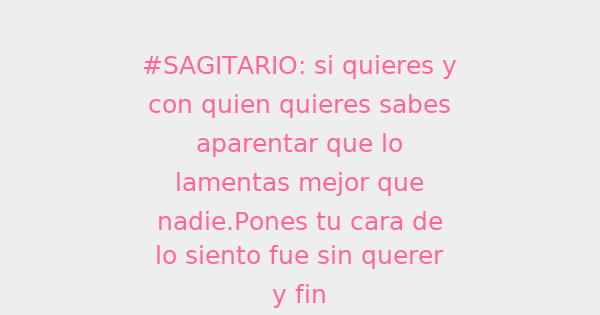 #SAGITARIO: si quieres y
con quien quieres sabes
aparentar que lo
lamentas mejor que
nadie.Pones tu cara de
lo siento fue sin querer
y fin